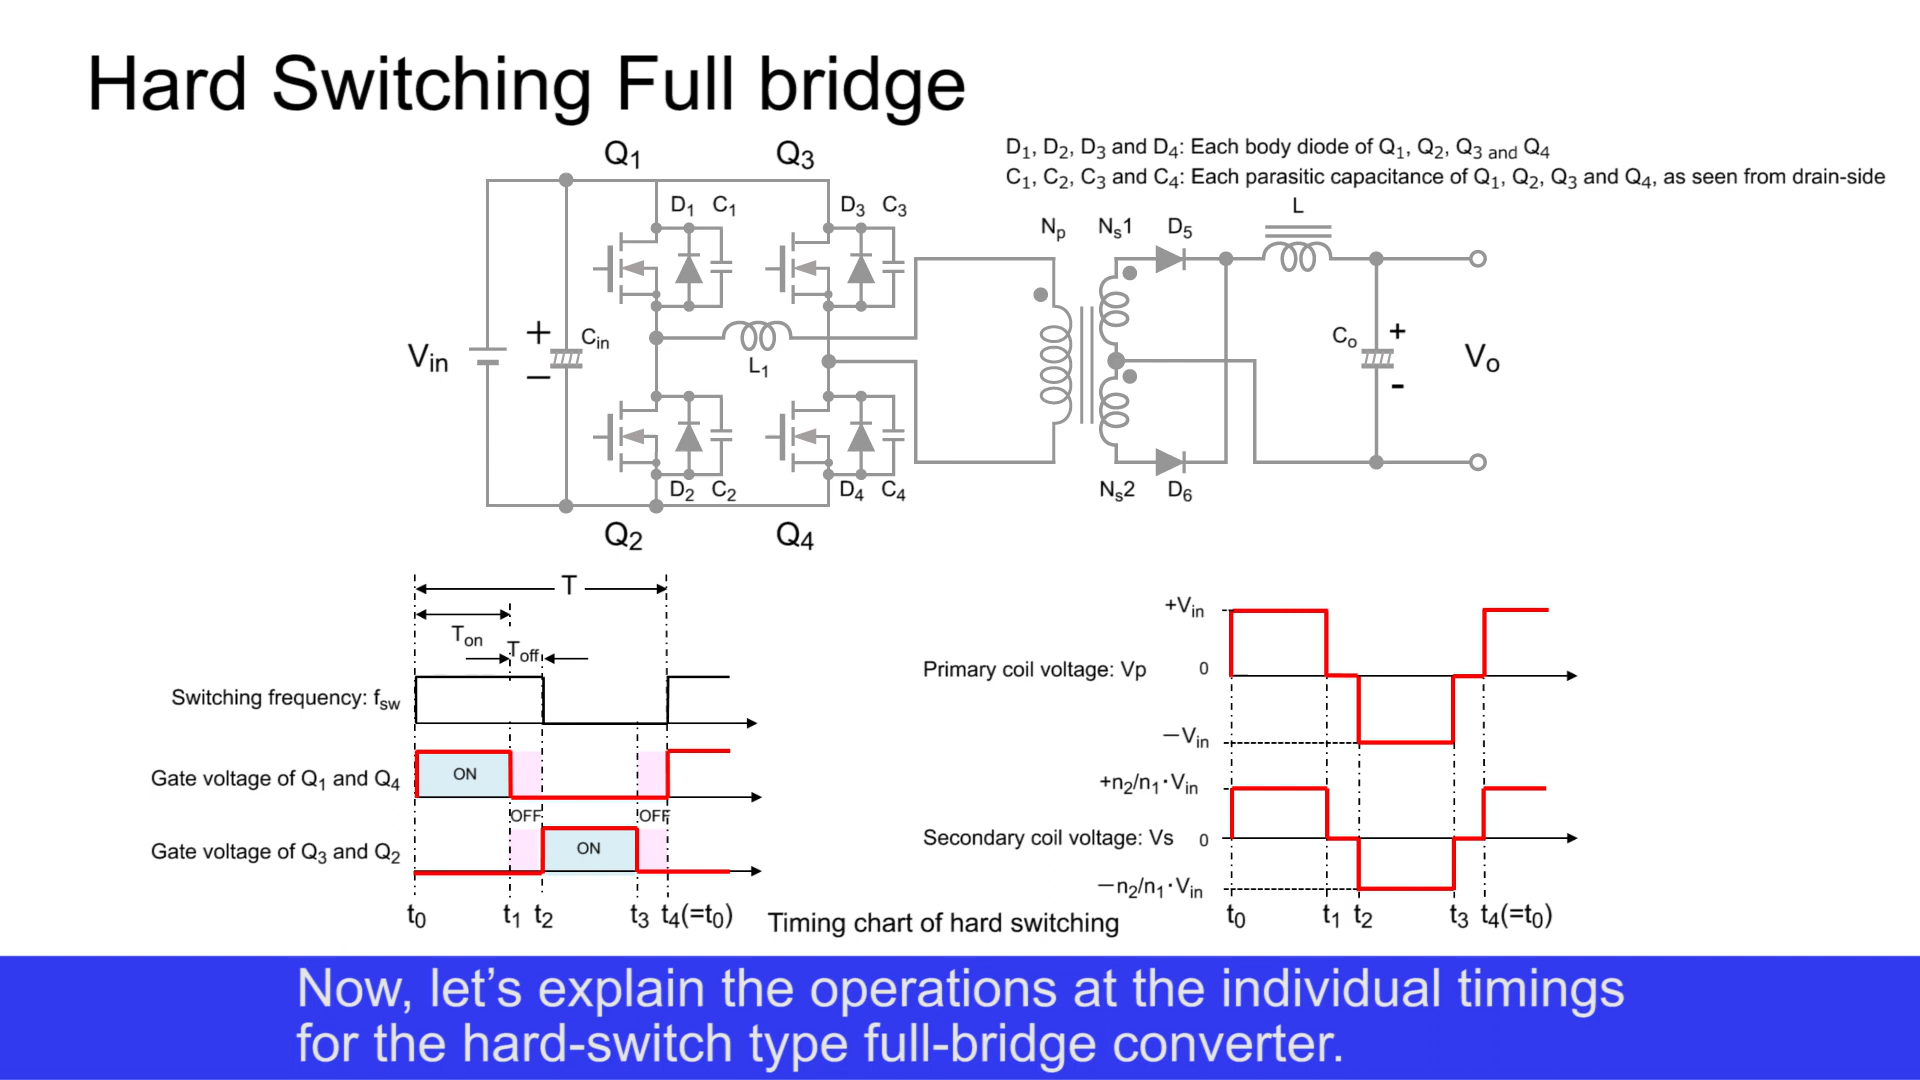 Hard Switching Full bridge
D1, D2, D3 and D4: Each body diode of Q1, Q2, Q3 and Q4
C1, C2, C3 and C4: Each parasitic capacitance of Q1, Q2, Q3 and Q4, as seen from drain-side
Q1
Q3
D1 C1
D3 C3
Np
Ns1
D5
L
Vin
+
−
Cin
L1
Co
+
-
Vo
D2 C2
D4 C4
Ns2
D6
Q2
Q4
T
Ton
Toff
Switching frequency: fsw
Gate voltage of Q1 and Q4
ON
OFF
OFF
Gate voltage of Q3 and Q2
ON
t0
t1
t2
t3
t4(=t0)
Timing chart of hard switching
+Vin
Primary coil voltage: Vp
0
−Vin
+n2/n1·Vin
Secondary coil voltage: Vs
0
−n2/n1·Vin
t0
t1
t2
t3
t4(=t0)
Now, let’s explain the operations at the individual timings
for the hard-switch type full-bridge converter.